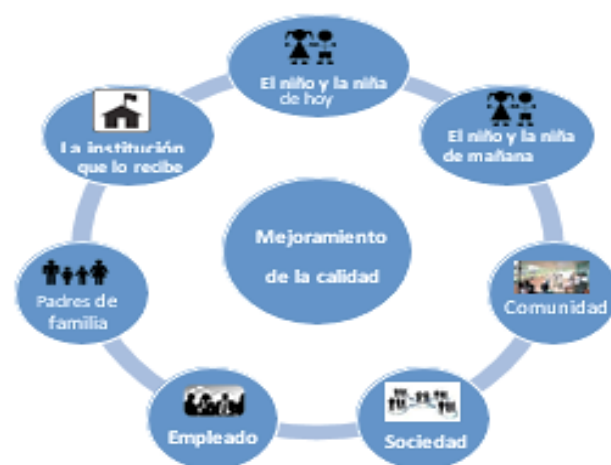 El niño y la niña
de hoy
El niño y la niña
de mañana
Comunidad
Sociedad
Empleado
Padres de
familia
La institución
que lo recibe
Mejoramiento
de la calidad